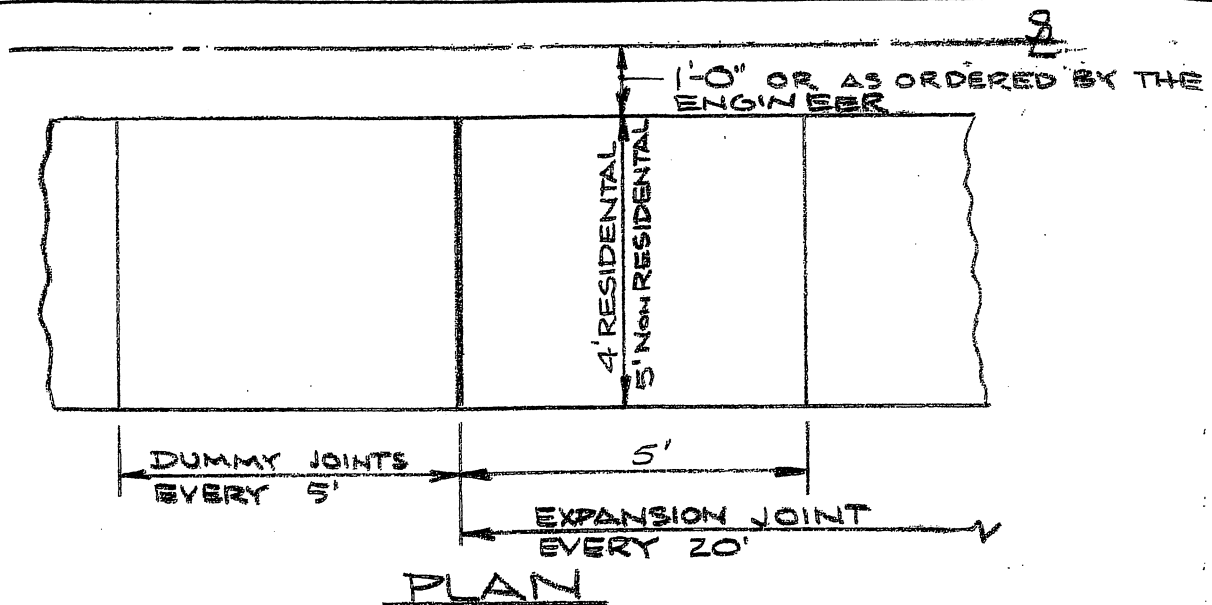 1'-0" OR AS ORDERED BY THE
ENGINEER
4' RESIDENTAL
5' NON RESIDENTAL
DUMMY JOINTS
EVERY 5'
5'
EXPANSION JOINT
EVERY 20'
PLAN